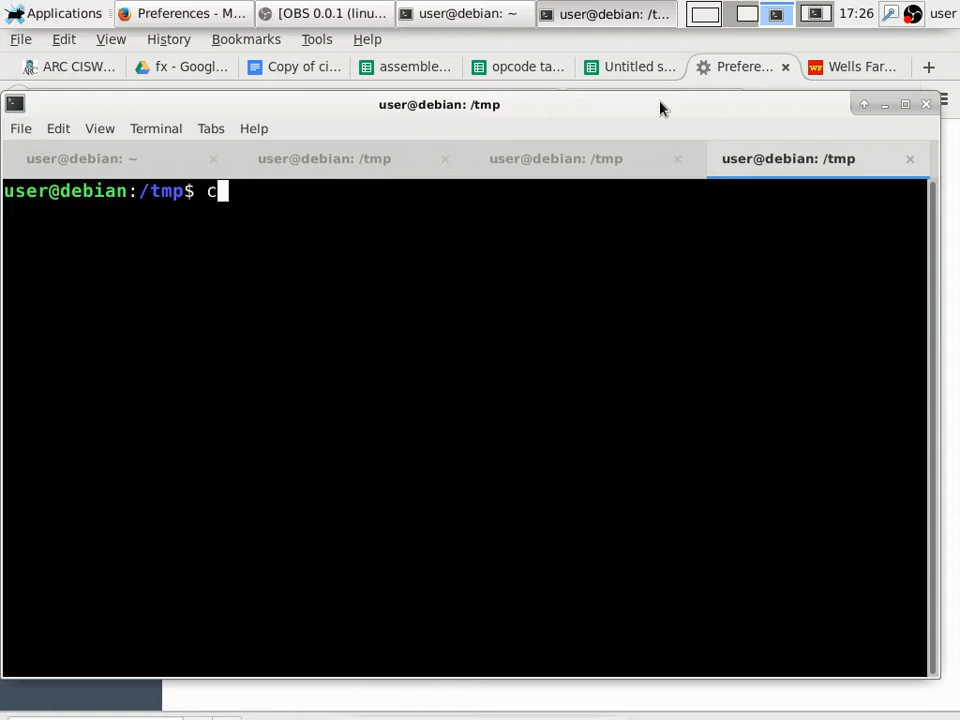 Applications Preferences - M... [OBS 0.0.1 (linu... user@debian: ~ user@debian: /t... 17:26 user
File Edit View History Bookmarks Tools Help
ARC CISW... fx - Googl... Copy of ci... assemble... opcode ta... Untitled s... Prefere... × WF Wells Far... +
user@debian: /tmp
File Edit View Terminal Tabs Help
user@debian: ~ × user@debian: /tmp × user@debian: /tmp × user@debian: /tmp ×
user@debian:/tmp$ c